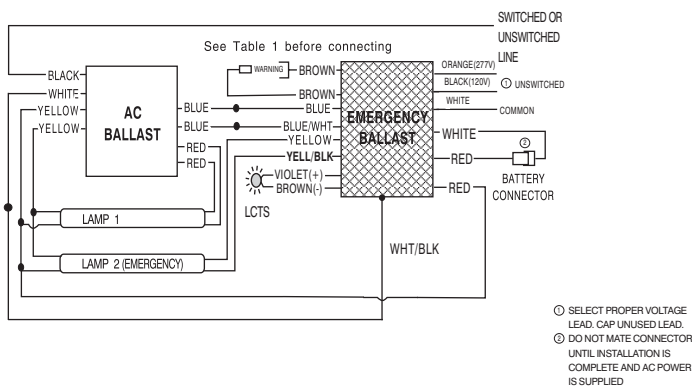 SWITCHED OR
UNSWITCHED
LINE
See Table 1 before connecting
ORANGE(277V)
BLACK
WARNING
BROWN
BLACK(120V)
① UNSWITCHED
WHITE
BROWN
WHITE
COMMON
YELLOW
AC
BALLAST
BLUE
BLUE
EMERGENCY
BALLAST
YELLOW
BLUE
BLUE/WHT
WHITE
②
RED
YELLOW
RED
YELL/BLK
RED
BATTERY
CONNECTOR
VIOLET(+)
BROWN(-)
RED
LCTS
LAMP 1
WHT/BLK
LAMP 2 (EMERGENCY)
① SELECT PROPER VOLTAGE
LEAD. CAP UNUSED LEAD.
② DO NOT MATE CONNECTOR
UNTIL INSTALLATION IS
COMPLETE AND AC POWER
IS SUPPLIED